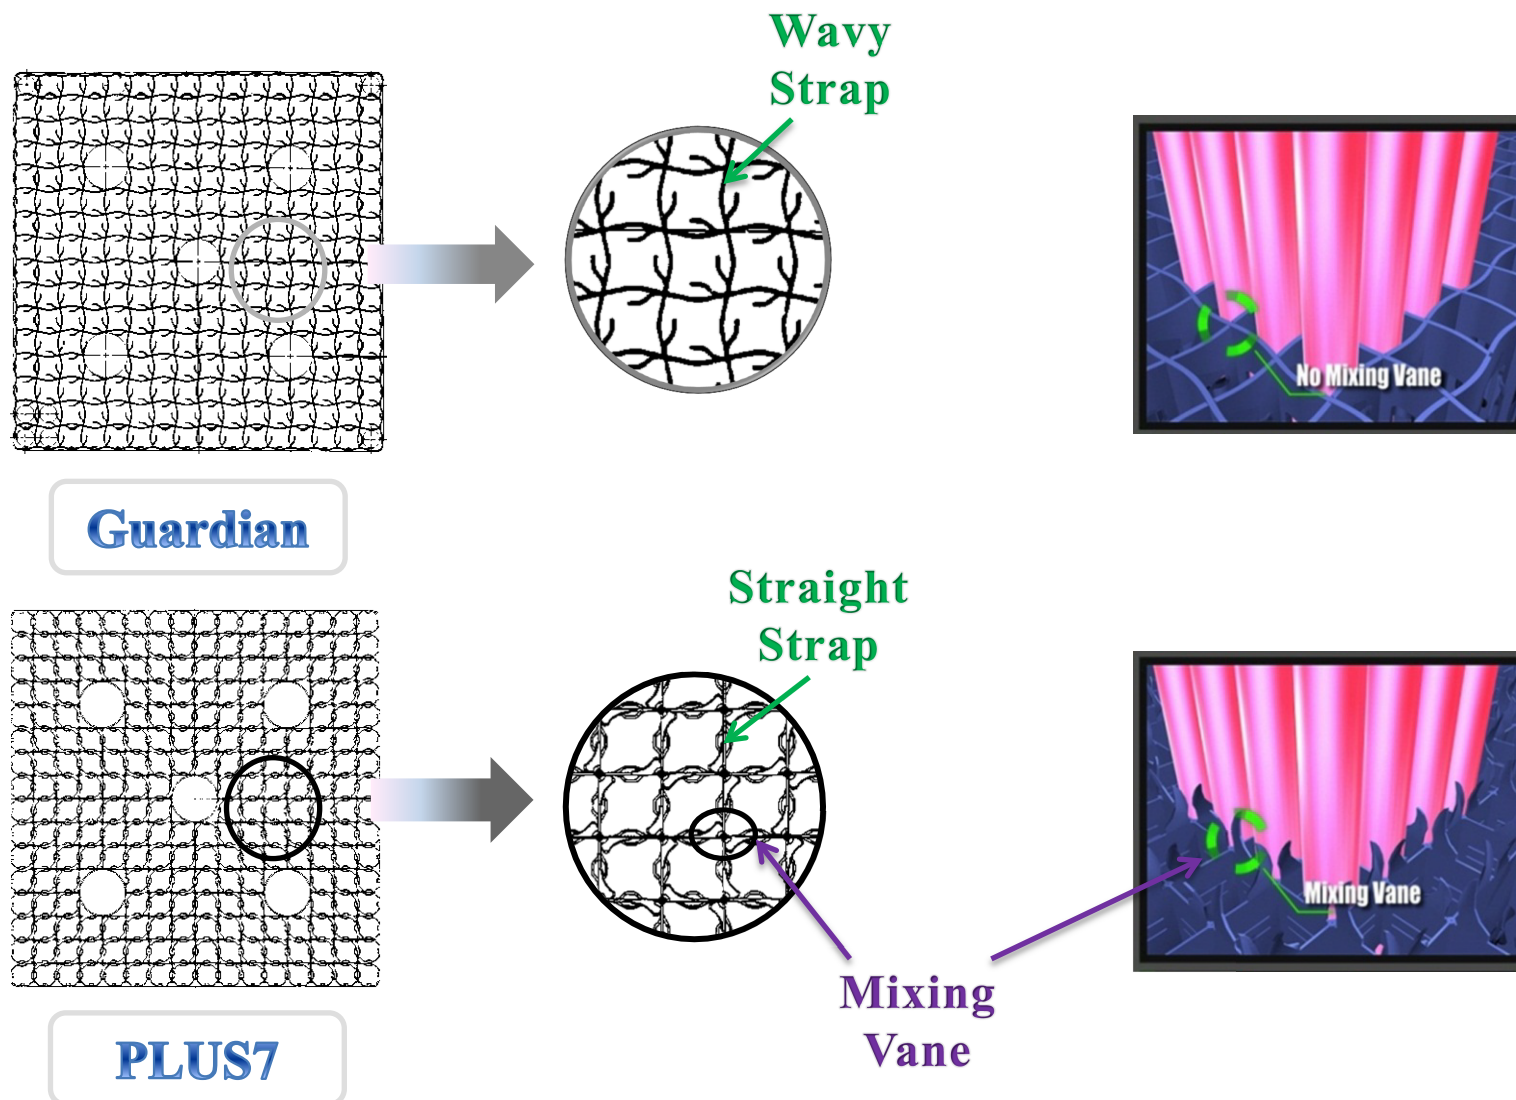 Wavy
Strap
No Mixing Vane
Guardian
Straight
Strap
Mixing Vane
Mixing
Vane
PLUS7